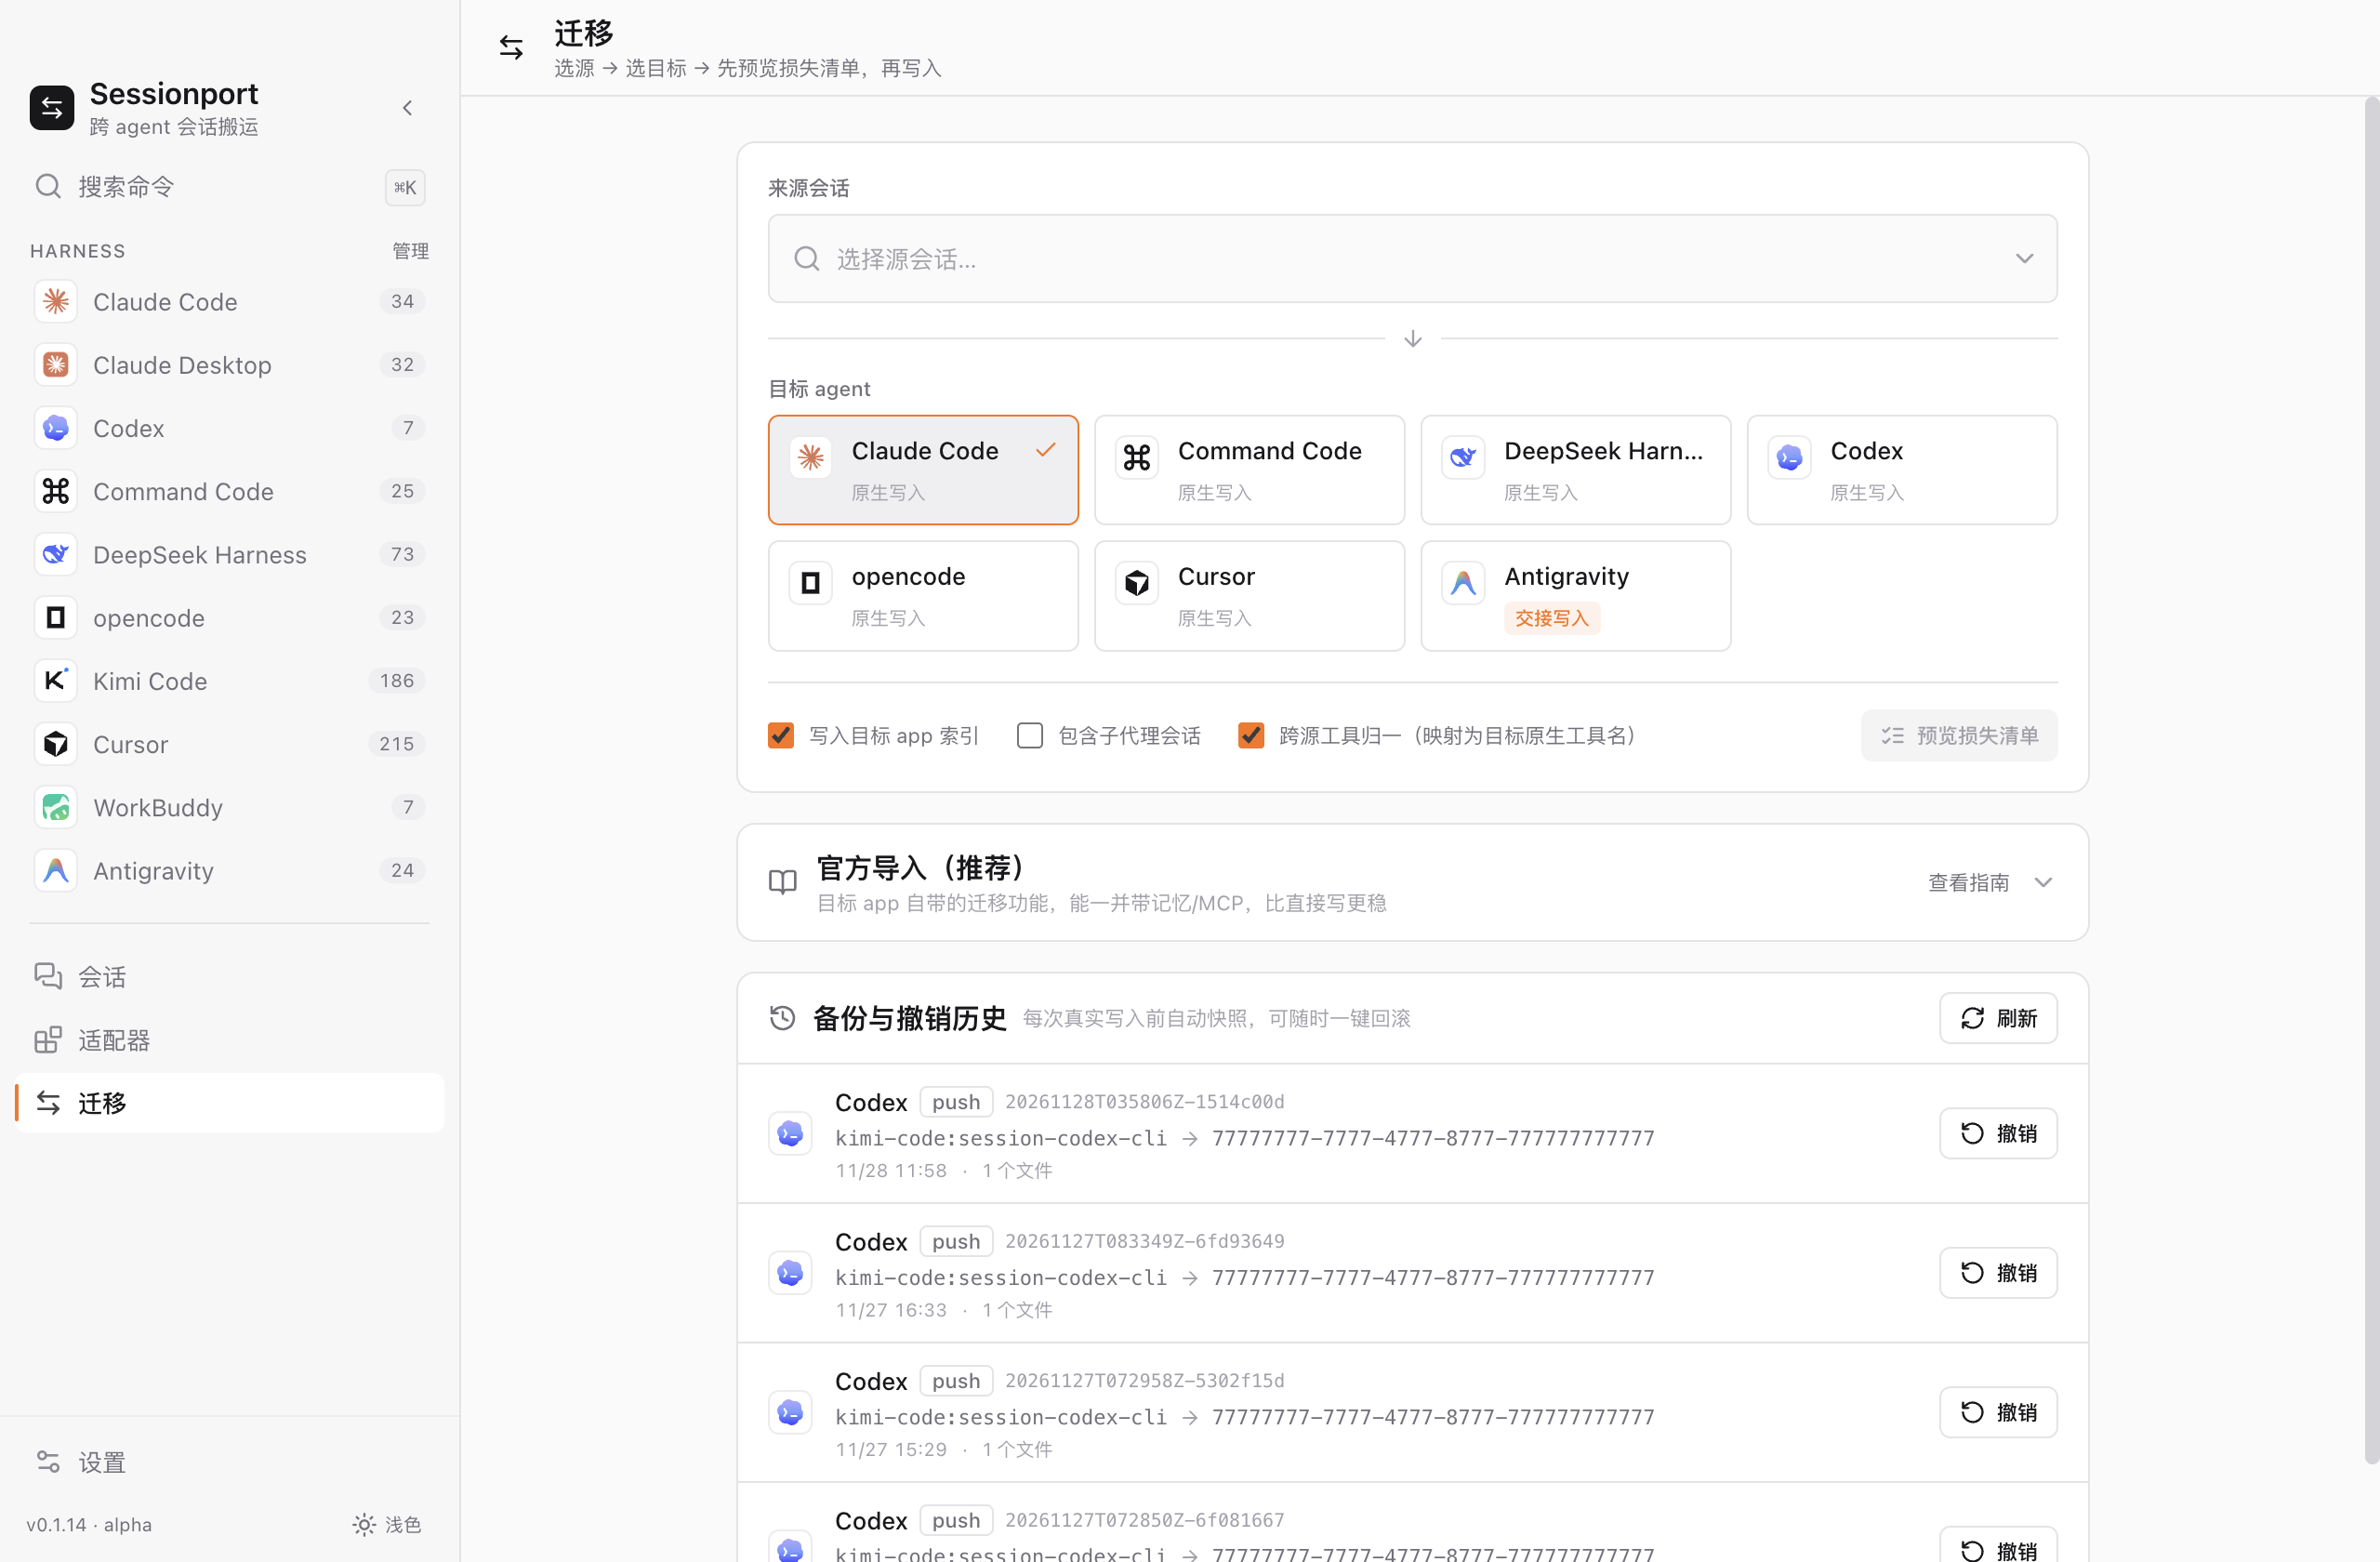 Sessionport
跨 agent 会话搬运
搜索命令
⌘K
HARNESS
管理
Claude Code
34
Claude Desktop
32
Codex
7
Command Code
25
DeepSeek Harness
73
opencode
23
Kimi Code
186
Cursor
215
WorkBuddy
7
Antigravity
24
会话
适配器
迁移
设置
v0.1.14 · alpha
浅色
迁移
选源 → 选目标 → 先预览损失清单，再写入
来源会话
选择源会话...
目标 agent
Claude Code
原生写入
Command Code
原生写入
DeepSeek Harn...
原生写入
Codex
原生写入
opencode
原生写入
Cursor
原生写入
Antigravity
交接写入
写入目标 app 索引
包含子代理会话
跨源工具归一（映射为目标原生工具名）
预览损失清单
官方导入（推荐）
目标 app 自带的迁移功能，能一并带记忆/MCP，比直接写更稳
查看指南
备份与撤销历史 每次真实写入前自动快照，可随时一键回滚
刷新
Codex push 20261128T035806Z-1514c00d
kimi-code:session-codex-cli → 77777777-7777-4777-8777-777777777777
11/28 11:58 · 1 个文件
撤销
Codex push 20261127T083349Z-6fd93649
kimi-code:session-codex-cli → 77777777-7777-4777-8777-777777777777
11/27 16:33 · 1 个文件
撤销
Codex push 20261127T072958Z-5302f15d
kimi-code:session-codex-cli → 77777777-7777-4777-8777-777777777777
11/27 15:29 · 1 个文件
撤销
Codex push 20261127T072850Z-6f081667
kimi-code:session-codex-cli → 77777777-7777-4777-8777-777777777777
撤销